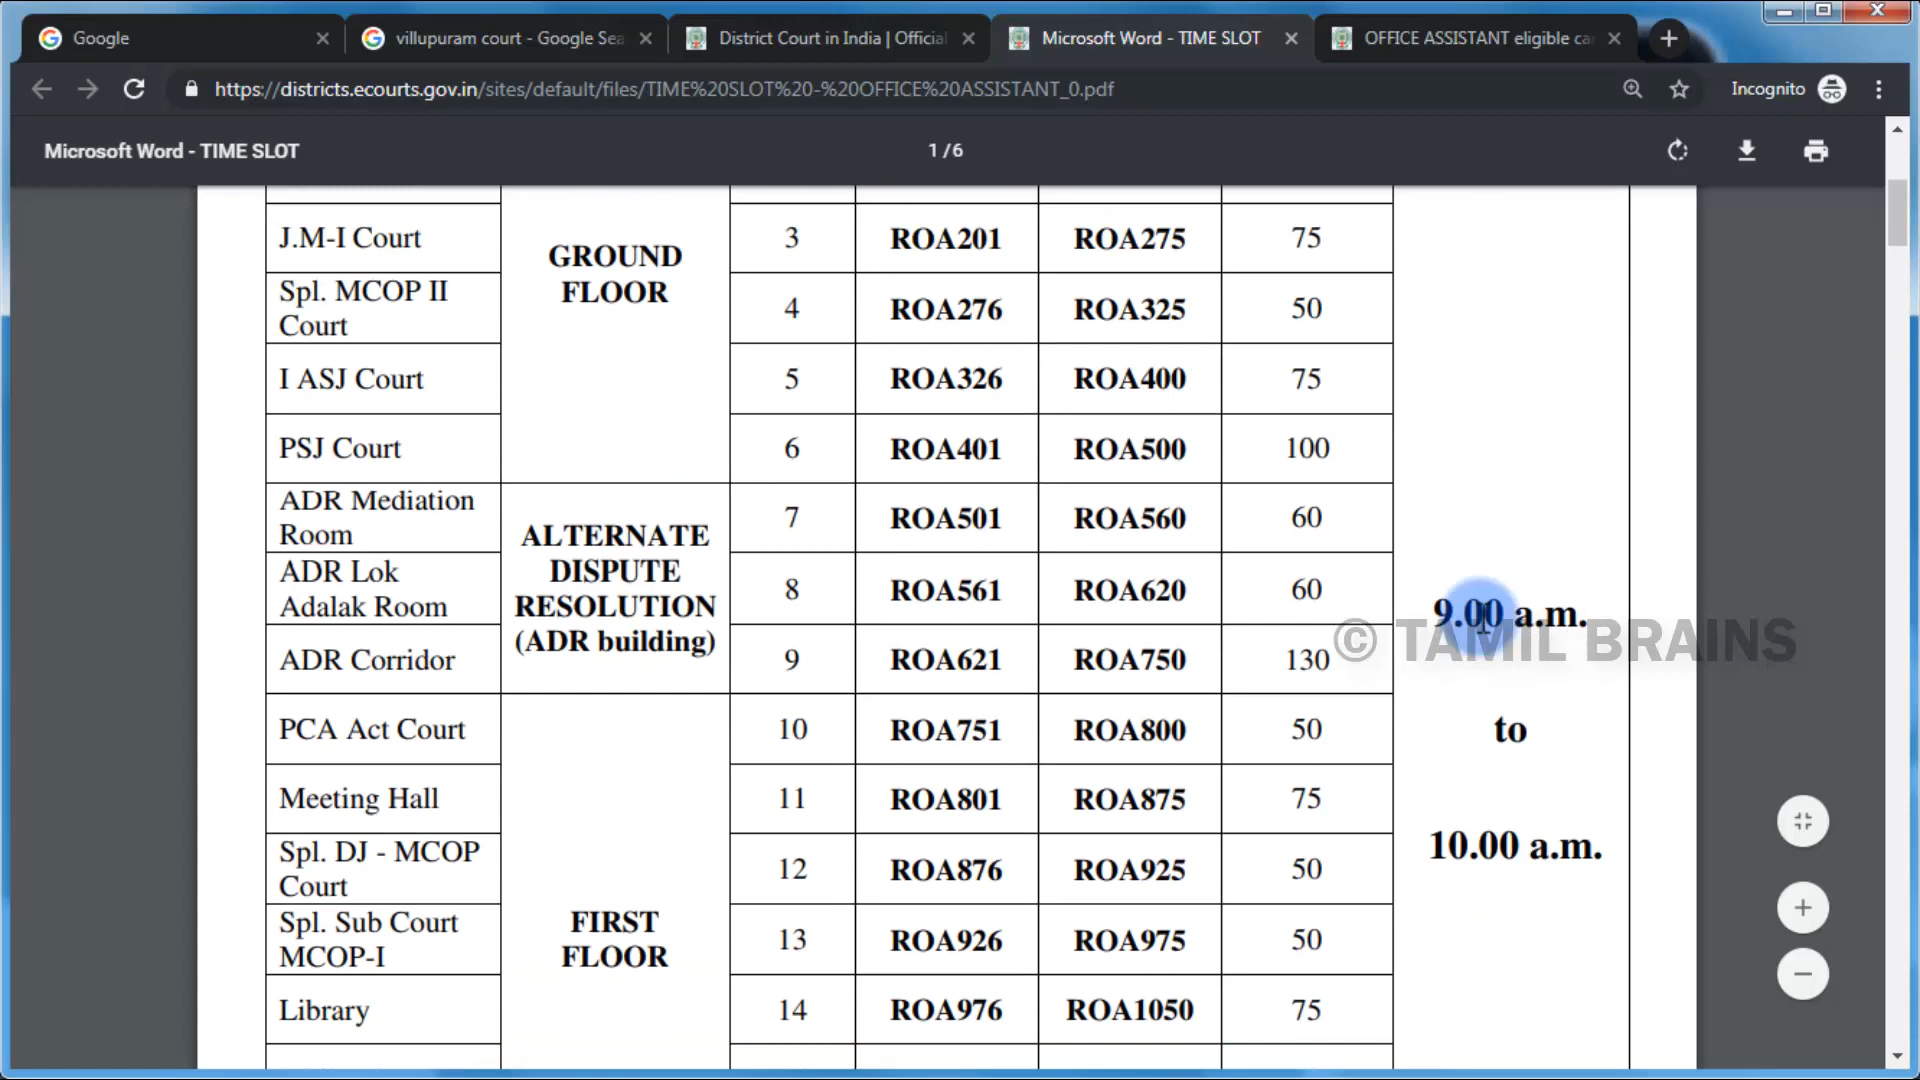 Google
villupuram court - Google Sea
District Court in India | Official
Microsoft Word - TIME SLOT
OFFICE ASSISTANT eligible ca
https://districts.ecourts.gov.in/sites/default/files/TIME%20SLOT%20-%20OFFICE%20ASSISTANT_0.pdf
Incognito
Microsoft Word - TIME SLOT
1 / 6
GROUND
FLOOR
J.M-I Court 3 ROA201 ROA275 75
Spl. MCOP II
Court 4 ROA276 ROA325 50
I ASJ Court 5 ROA326 ROA400 75
PSJ Court 6 ROA401 ROA500 100
ALTERNATE
DISPUTE
RESOLUTION
(ADR building)
ADR Mediation
Room 7 ROA501 ROA560 60
ADR Lok
Adalak Room 8 ROA561 ROA620 60
ADR Corridor 9 ROA621 ROA750 130
9.00 a.m.
to
10.00 a.m.
© TAMIL BRAINS
FIRST
FLOOR
PCA Act Court 10 ROA751 ROA800 50
Meeting Hall 11 ROA801 ROA875 75
Spl. DJ - MCOP
Court 12 ROA876 ROA925 50
Spl. Sub Court
MCOP-I 13 ROA926 ROA975 50
Library 14 ROA976 ROA1050 75